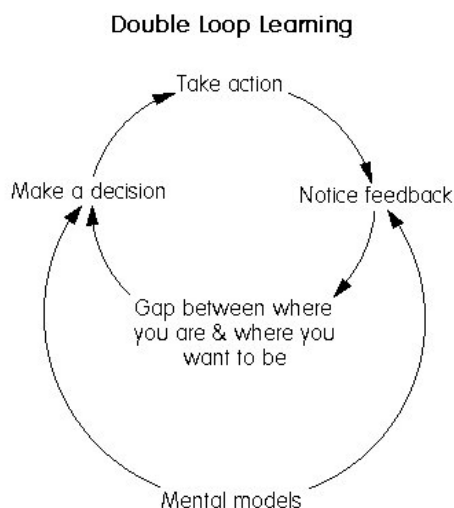 Double Loop Learning
Take action
Make a decision
Notice feedback
Gap between where
you are & where you
want to be
Mental models